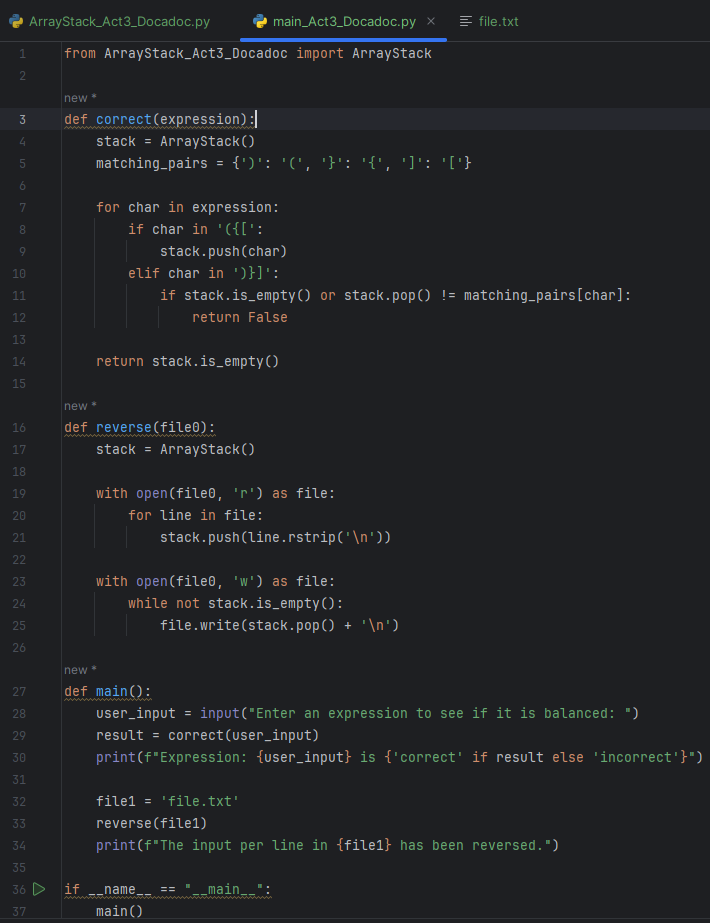 ArrayStack_Act3_Docadoc.py main_Act3_Docadoc.py × file.txt
1 from ArrayStack_Act3_Docadoc import ArrayStack
2
new *
3 def correct(expression):
4     stack = ArrayStack()
5     matching_pairs = {')': '(', '}': '{', ']': '['}
6
7     for char in expression:
8         if char in '({[':
9             stack.push(char)
10         elif char in ')}]':
11             if stack.is_empty() or stack.pop() != matching_pairs[char]:
12                 return False
13
14     return stack.is_empty()
15
new *
16 def reverse(file0):
17     stack = ArrayStack()
18
19     with open(file0, 'r') as file:
20         for line in file:
21             stack.push(line.rstrip('\n'))
22
23     with open(file0, 'w') as file:
24         while not stack.is_empty():
25             file.write(stack.pop() + '\n')
26
new *
27 def main():
28     user_input = input("Enter an expression to see if it is balanced: ")
29     result = correct(user_input)
30     print(f"Expression: {user_input} is {'correct' if result else 'incorrect'}")
31
32     file1 = 'file.txt'
33     reverse(file1)
34     print(f"The input per line in {file1} has been reversed.")
35
36 if __name__ == "__main__":
37     main()